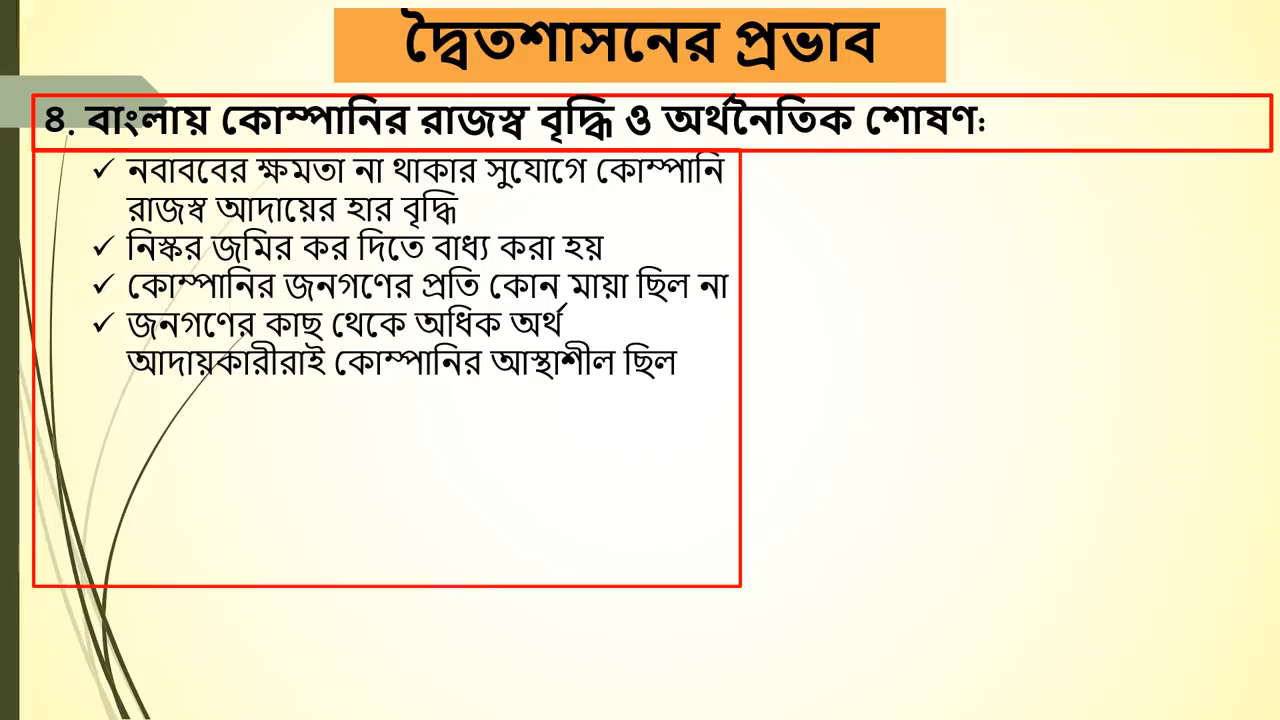 দ্বৈতশাসনের প্রভাব
৪. বাংলায় কোম্পানির রাজস্ব বৃদ্ধি ও অর্থনৈতিক শোষণঃ
✓ নবাববের ক্ষমতা না থাকার সুযোগে কোম্পানি
রাজস্ব আদায়ের হার বৃদ্ধি
✓ নিস্কর জমির কর দিতে বাধ্য করা হয়
✓ কোম্পানির জনগণের প্রতি কোন মায়া ছিল না
✓ জনগণের কাছ থেকে অধিক অর্থ
আদায়কারীরাই কোম্পানির আস্থাশীল ছিল